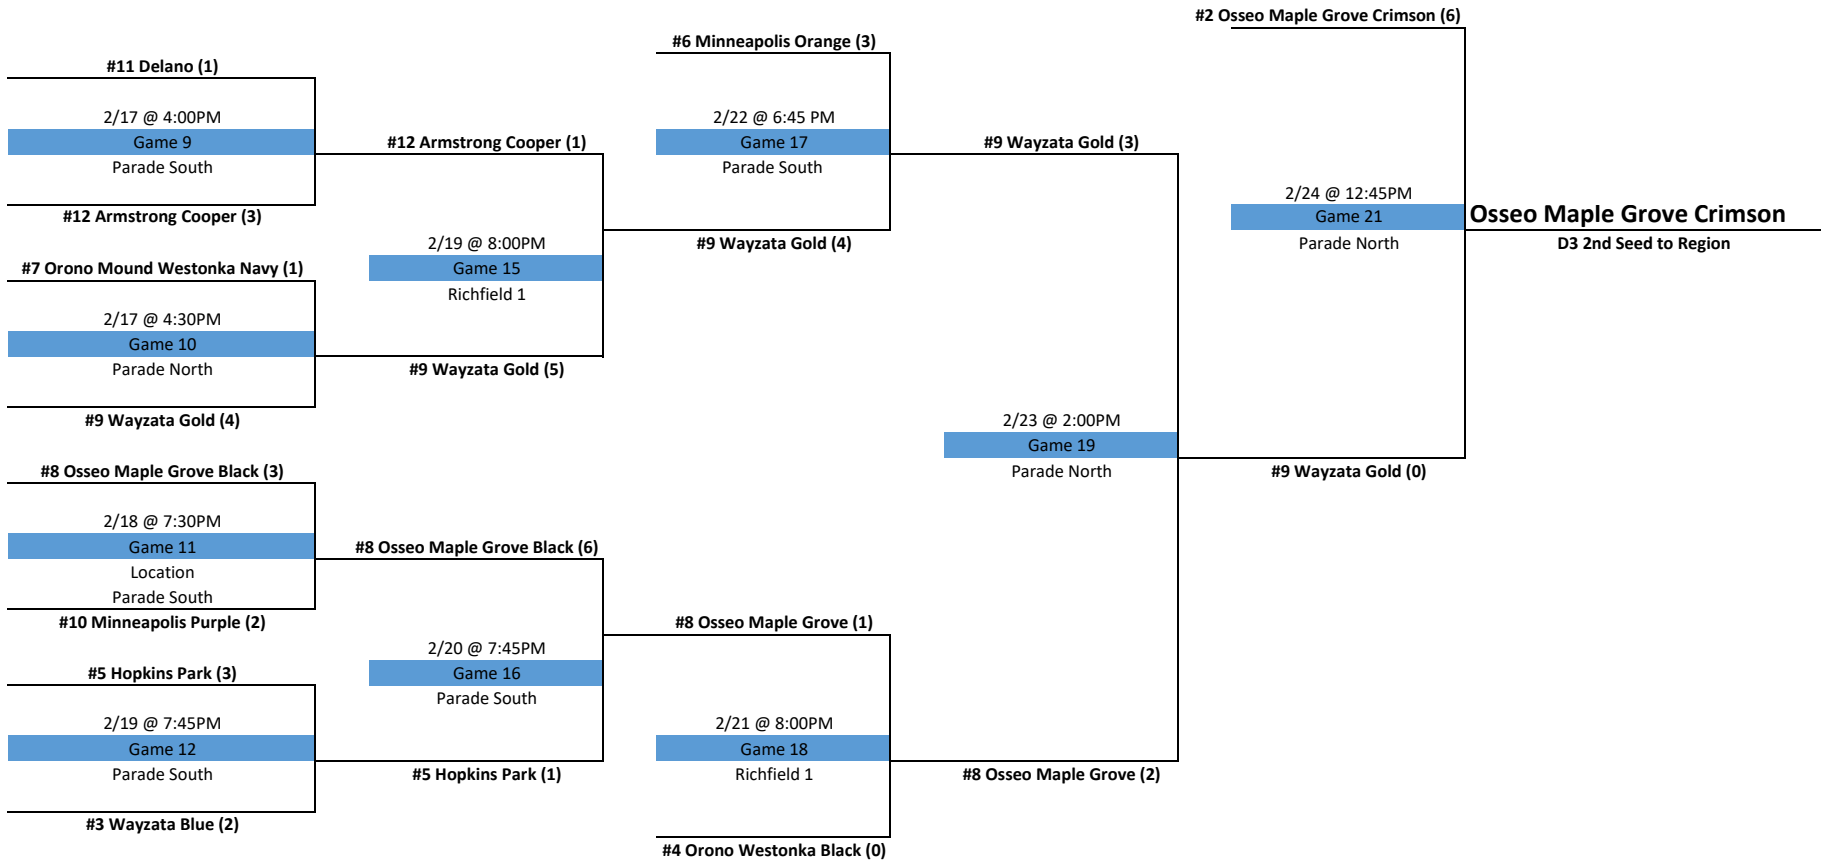 #2 Osseo Maple Grove Crimson (6)
#6 Minneapolis Orange (3)
#11 Delano (1)
2/17 @ 4:00PM
Game 9
Parade South
#12 Armstrong Cooper (3)
#12 Armstrong Cooper (1)
2/22 @ 6:45 PM
Game 17
Parade South
#9 Wayzata Gold (3)
2/24 @ 12:45PM
Game 21
Parade North
Osseo Maple Grove Crimson
D3 2nd Seed to Region
2/19 @ 8:00PM
Game 15
Richfield 1
#9 Wayzata Gold (4)
#7 Orono Mound Westonka Navy (1)
2/17 @ 4:30PM
Game 10
Parade North
#9 Wayzata Gold (4)
#9 Wayzata Gold (5)
2/23 @ 2:00PM
Game 19
Parade North
#9 Wayzata Gold (0)
#8 Osseo Maple Grove Black (3)
2/18 @ 7:30PM
Game 11
Location
Parade South
#10 Minneapolis Purple (2)
#8 Osseo Maple Grove Black (6)
2/20 @ 7:45PM
Game 16
Parade South
#8 Osseo Maple Grove (1)
#5 Hopkins Park (3)
2/19 @ 7:45PM
Game 12
Parade South
#3 Wayzata Blue (2)
#5 Hopkins Park (1)
2/21 @ 8:00PM
Game 18
Richfield 1
#8 Osseo Maple Grove (2)
#4 Orono Westonka Black (0)